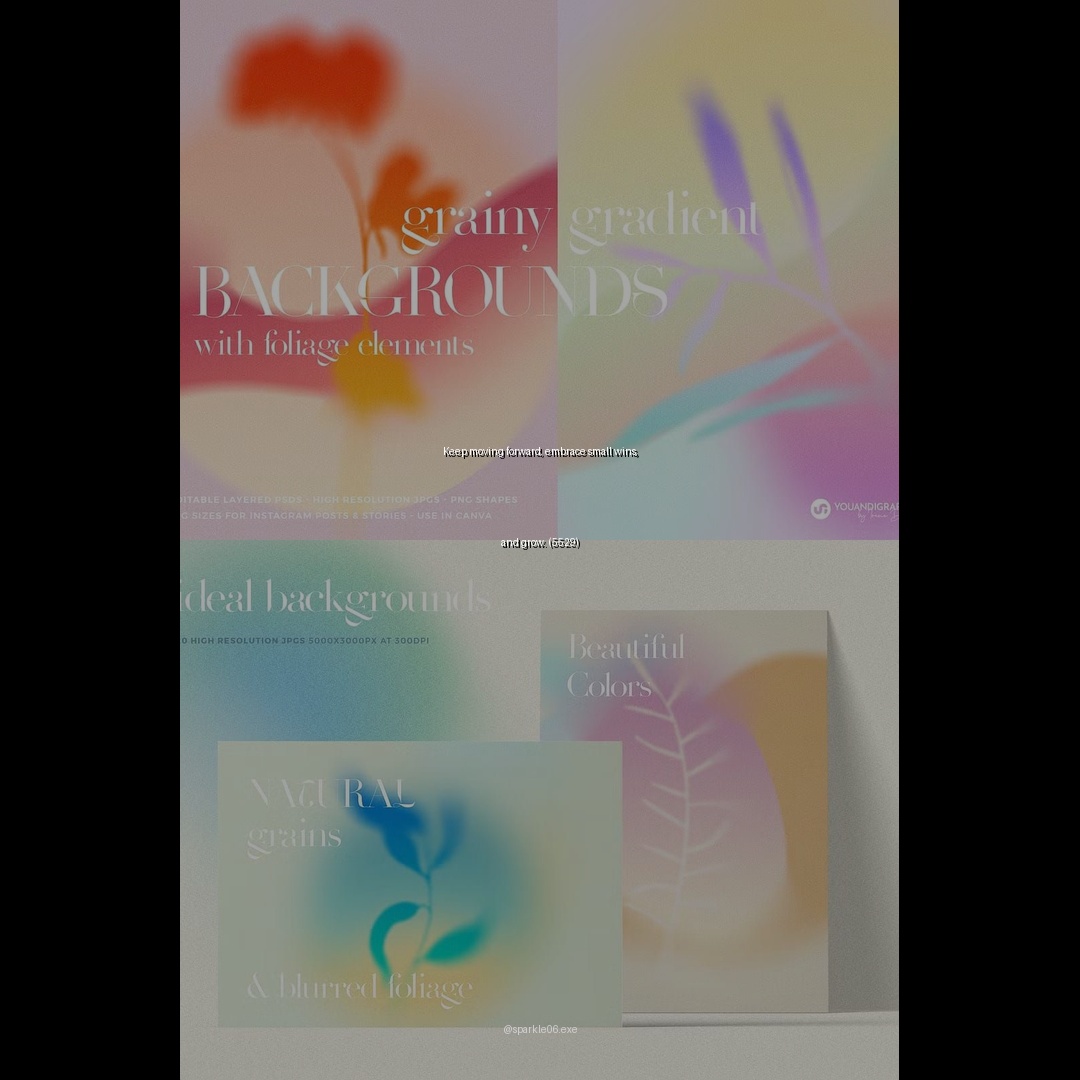 grainy gradient
BACKGROUNDS
with foliage elements
Keep moving forward, embrace small wins,
ITABLE LAYERED PSDS - HIGH RESOLUTION JPGS - PNG SHAPES
G SIZES FOR INSTAGRAM POSTS & STORIES - USE IN CANVA
YOUANDIGRAP
and grow. (5529)
ideal backgrounds
0 HIGH RESOLUTION JPGS 5000X3000PX AT 300DPI
Beautiful
Colors
NATURAL
grains
& blurred foliage
@sparkle06.exe